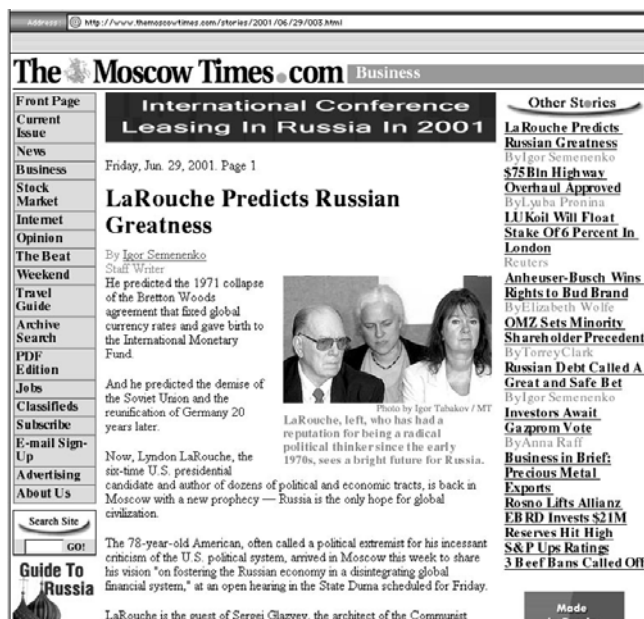 Address: @ http://www.themoscowtimes.com/stories/2001/06/29/003.html
The Moscow Times.com Business
Front Page
Current
Issue
News
Business
Stock
Market
Internet
Opinion
The Beat
Weekend
Travel
Guide
Archive
Search
PDF
Edition
Jobs
Classifieds
Subscribe
E-mail Sign-
Up
Advertising
About Us
Search Site
GO!
Guide To
Russia
International Conference
Leasing In Russia In 2001
Friday, Jun. 29, 2001. Page 1
LaRouche Predicts Russian
Greatness
By Igor Semenenko
Staff Writer
He predicted the 1971 collapse
of the Bretton Woods
agreement that fixed global
currency rates and gave birth to
the International Monetary
Fund.
And he predicted the demise of
the Soviet Union and the
reunification of Germany 20
years later.
Now, Lyndon LaRouche, the
six-time U.S. presidential
candidate and author of dozens of political and economic tracts, is back in
Moscow with a new prophecy — Russia is the only hope for global
civilization.
The 78-year-old American, often called a political extremist for his incessant
criticism of the U.S. political system, arrived in Moscow this week to share
his vision "on fostering the Russian economy in a disintegrating global
financial system," at an open hearing in the State Duma scheduled for Friday.
LaRouche is the guest of Sergei Glazyev, the architect of the Communist
Photo by Igor Tabakov / MT
LaRouche, left, who has had a
reputation for being a radical
political thinker since the early
1970s, sees a bright future for Russia.
Other Stories
LaRouche Predicts
Russian Greatness
By Igor Semenenko
$75Bln Highway
Overhaul Approved
By Lyuba Pronina
LUKoil Will Float
Stake Of 6 Percent In
London
Reuters
Anheuser-Busch Wins
Rights to Bud Brand
By Elizabeth Wolfe
OMZ Sets Minority
Shareholder Precedent
By Torrey Clark
Russian Debt Called A
Great and Safe Bet
By Igor Semenenko
Investors Await
Gazprom Vote
By Anna Raff
Business in Brief:
Precious Metal
Exports
Rosno Lifts Allianz
EBRD Invests $21M
Reserves Hit High
S&P Ups Ratings
3 Beef Bans Called Off
Made